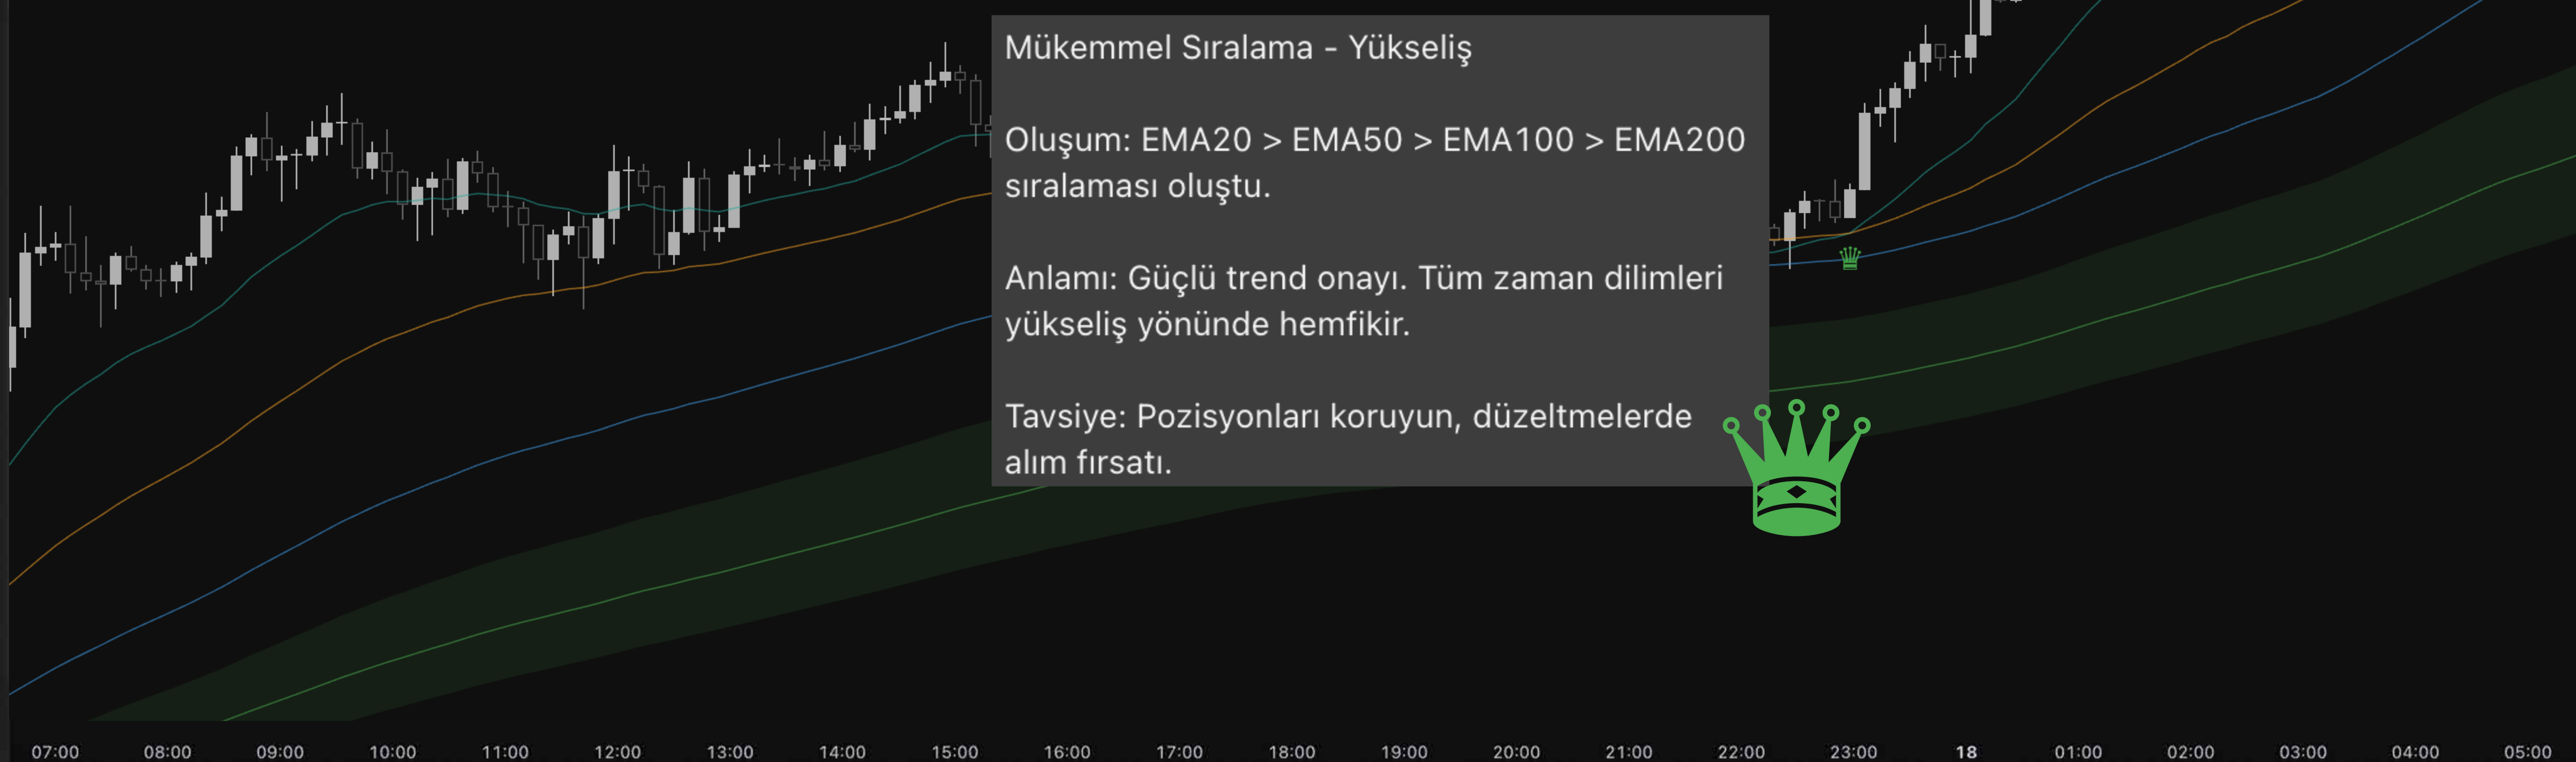 Mükemmel Sıralama - Yükseliş
Oluşum: EMA20 > EMA50 > EMA100 > EMA200
sıralaması oluştu.
Anlamı: Güçlü trend onayı. Tüm zaman dilimleri
yükseliş yönünde hemfikir.
Tavsiye: Pozisyonları koruyun, düzeltmelerde
alım fırsatı.
07:00 08:00 09:00 10:00 11:00 12:00 13:00 14:00 15:00 16:00 17:00 18:00 19:00 20:00 21:00 22:00 23:00 18 01:00 02:00 03:00 04:00 05:00